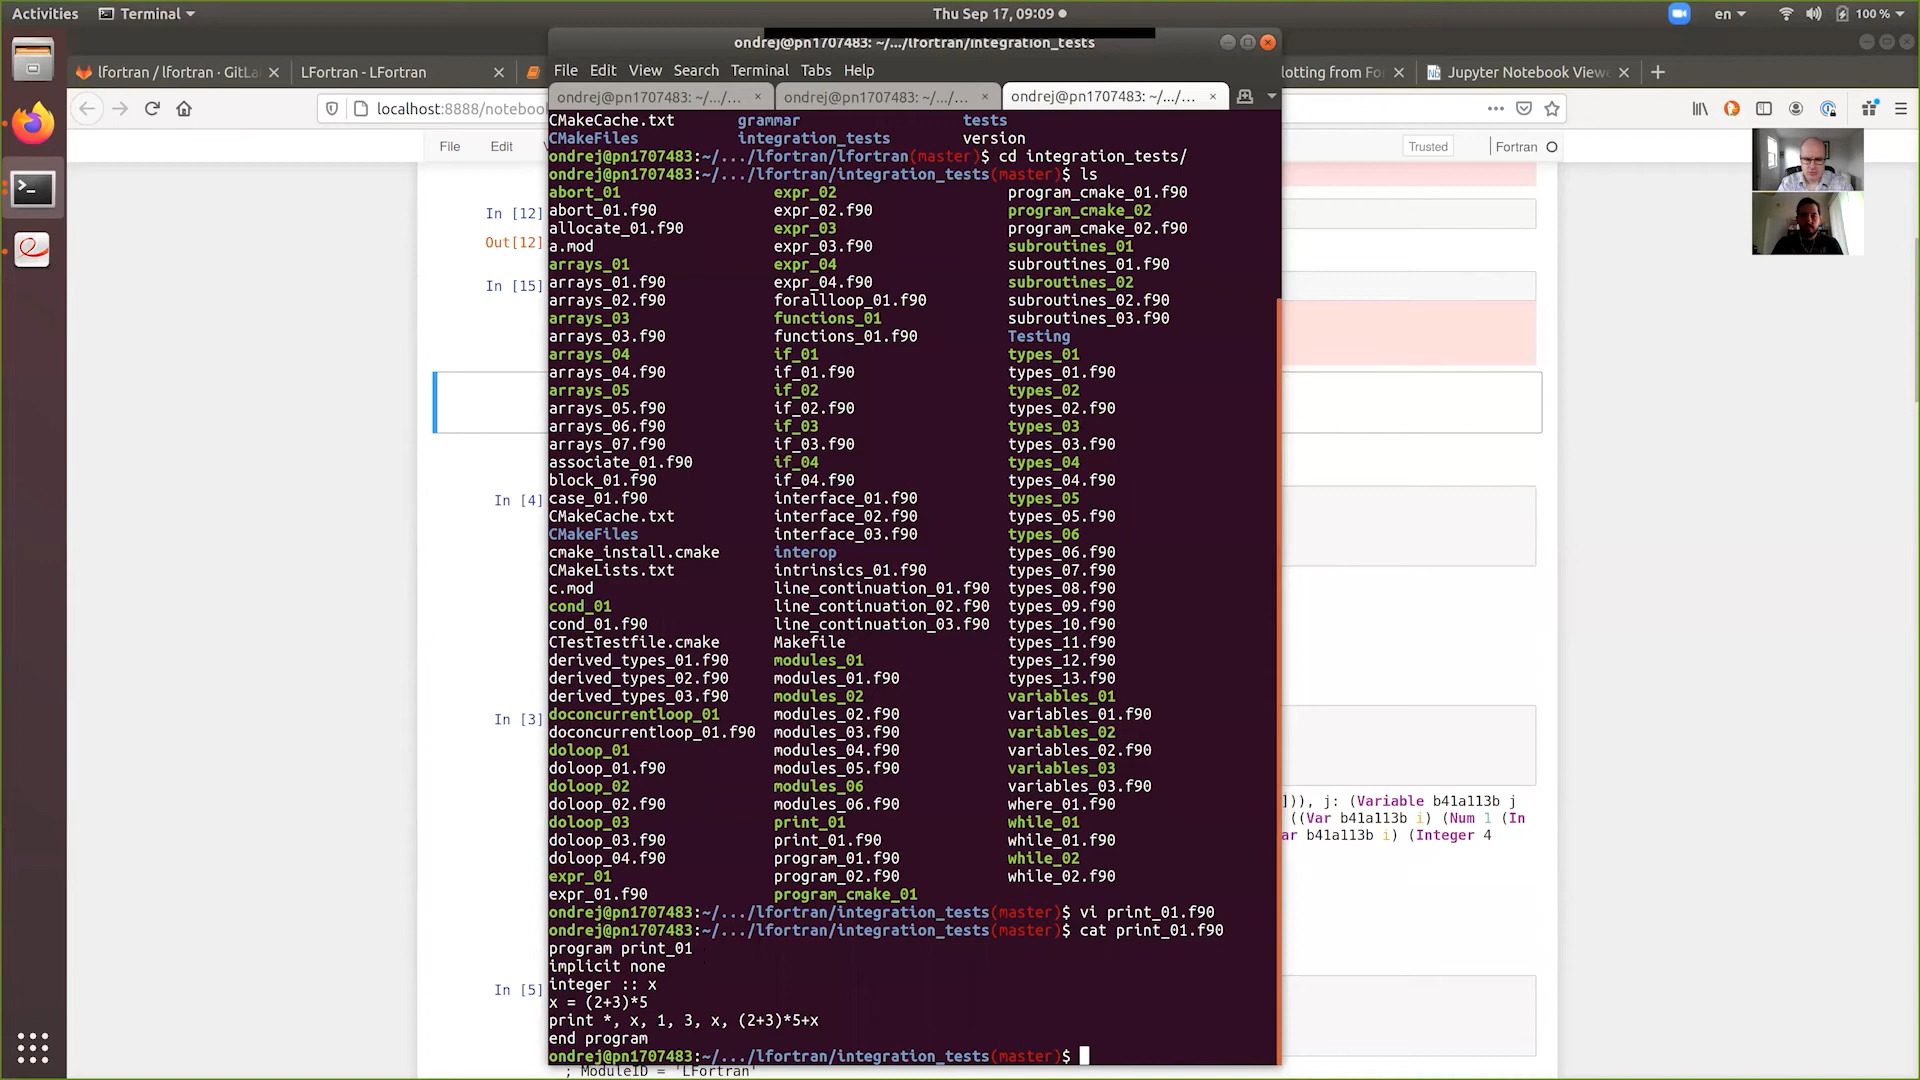 Activities Terminal Thu Sep 17, 09:09 en 100 %
ondrej@pn1707483: ~/.../lfortran/integration_tests
lfortran / lfortran · GitLa LFortran - LFortran lotting from Fo Jupyter Notebook Viewe
File Edit View Search Terminal Tabs Help
ondrej@pn1707483: ~/.../... ondrej@pn1707483: ~/.../... ondrej@pn1707483: ~/.../...
localhost:8888/noteboo
File Edit Trusted Fortran
In [12]
Out[12]
In [15]
In [4]
In [3]
In [5]
CMakeCache.txt grammar tests
CMakeFiles integration_tests version
ondrej@pn1707483:~/.../lfortran/lfortran(master)$ cd integration_tests/
ondrej@pn1707483:~/.../lfortran/integration_tests(master)$ ls
abort_01 expr_02 program_cmake_01.f90
abort_01.f90 expr_02.f90 program_cmake_02
allocate_01.f90 expr_03 program_cmake_02.f90
a.mod expr_03.f90 subroutines_01
arrays_01 expr_04 subroutines_01.f90
arrays_01.f90 expr_04.f90 subroutines_02
arrays_02.f90 forallloop_01.f90 subroutines_02.f90
arrays_03 functions_01 subroutines_03.f90
arrays_03.f90 functions_01.f90 Testing
arrays_04 if_01 types_01
arrays_04.f90 if_01.f90 types_01.f90
arrays_05 if_02 types_02
arrays_05.f90 if_02.f90 types_02.f90
arrays_06.f90 if_03 types_03
arrays_07.f90 if_03.f90 types_03.f90
associate_01.f90 if_04 types_04
block_01.f90 if_04.f90 types_04.f90
case_01.f90 interface_01.f90 types_05
CMakeCache.txt interface_02.f90 types_05.f90
CMakeFiles interface_03.f90 types_06
cmake_install.cmake interop types_06.f90
CMakeLists.txt intrinsics_01.f90 types_07.f90
c.mod line_continuation_01.f90 types_08.f90
cond_01 line_continuation_02.f90 types_09.f90
cond_01.f90 line_continuation_03.f90 types_10.f90
CTestTestfile.cmake Makefile types_11.f90
derived_types_01.f90 modules_01 types_12.f90
derived_types_02.f90 modules_01.f90 types_13.f90
derived_types_03.f90 modules_02 variables_01
doconcurrentloop_01 modules_02.f90 variables_01.f90
doconcurrentloop_01.f90 modules_03.f90 variables_02
doloop_01 modules_04.f90 variables_02.f90
doloop_01.f90 modules_05.f90 variables_03
doloop_02 modules_06 variables_03.f90
doloop_02.f90 modules_06.f90 where_01.f90
doloop_03 print_01 while_01
doloop_03.f90 print_01.f90 while_01.f90
doloop_04.f90 program_01.f90 while_02
expr_01 program_02.f90 while_02.f90
expr_01.f90 program_cmake_01
ondrej@pn1707483:~/.../lfortran/integration_tests(master)$ vi print_01.f90
ondrej@pn1707483:~/.../lfortran/integration_tests(master)$ cat print_01.f90
program print_01
implicit none
integer :: x
x = (2+3)*5
print *, x, 1, 3, x, (2+3)*5+x
end program
ondrej@pn1707483:~/.../lfortran/integration_tests(master)$
])), j: (Variable b41a113b j
((Var b41a113b i) (Num 1 (In
ar b41a113b i) (Integer 4
; ModuleID = 'LFortran'